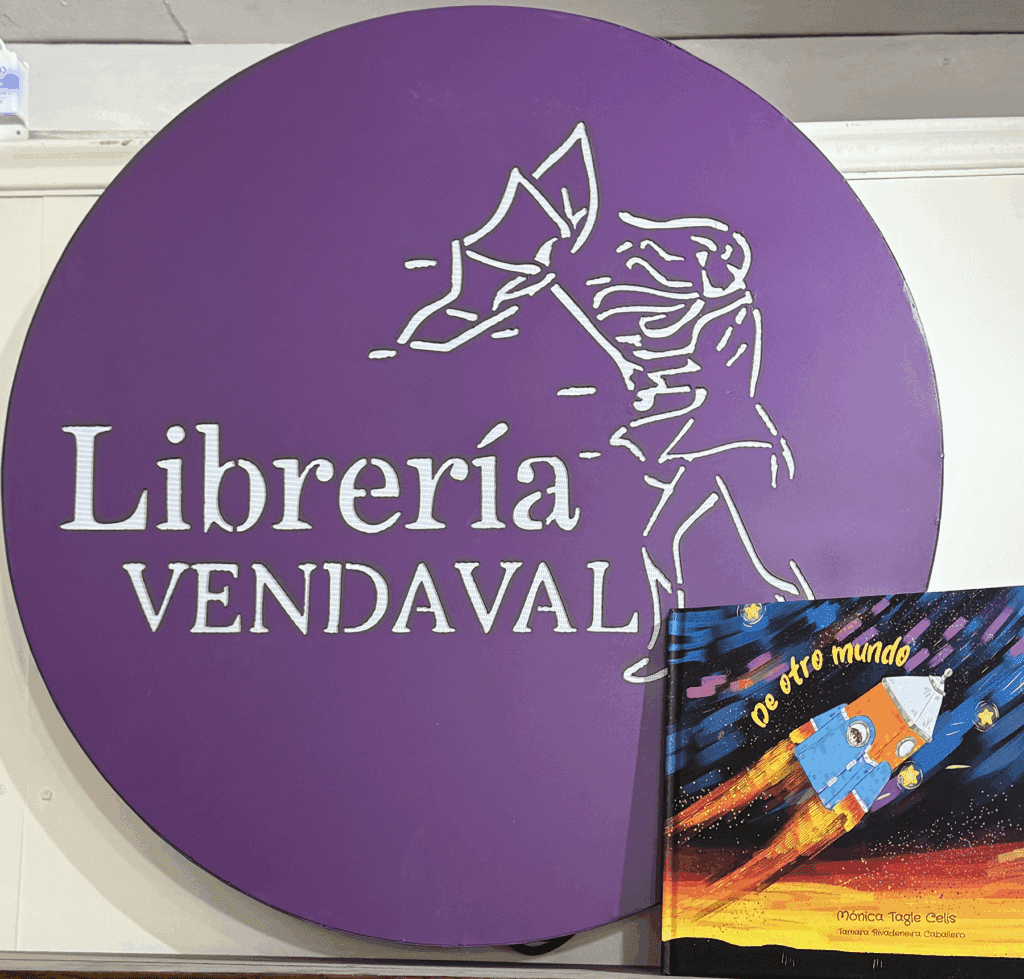 Librería
VENDAVAL
De otro mundo
Mónica Tagle Celis
Tamara Rivadeneira Caballero